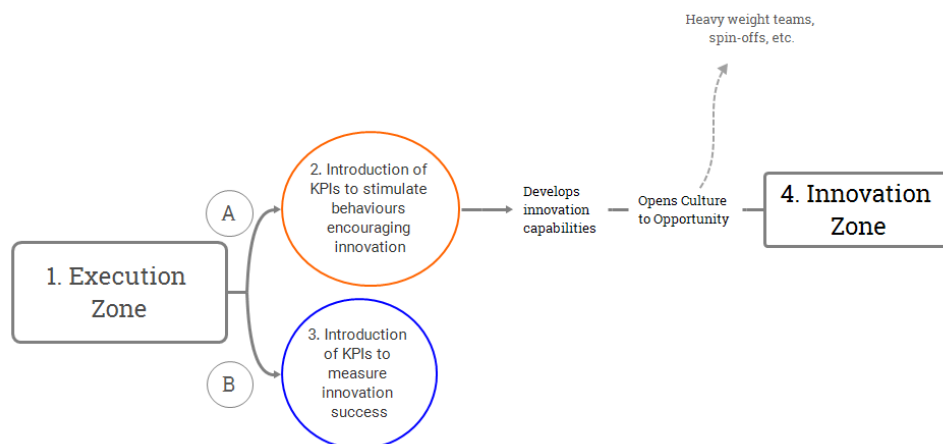 Heavy weight teams,
spin-offs, etc.
A
2. Introduction of
KPIs to stimulate
behaviours
encouraging
innovation
Develops
innovation
capabilities
Opens Culture
to Opportunity
4. Innovation
Zone
1. Execution
Zone
B
3. Introduction
of KPIs to
measure
innovation
success